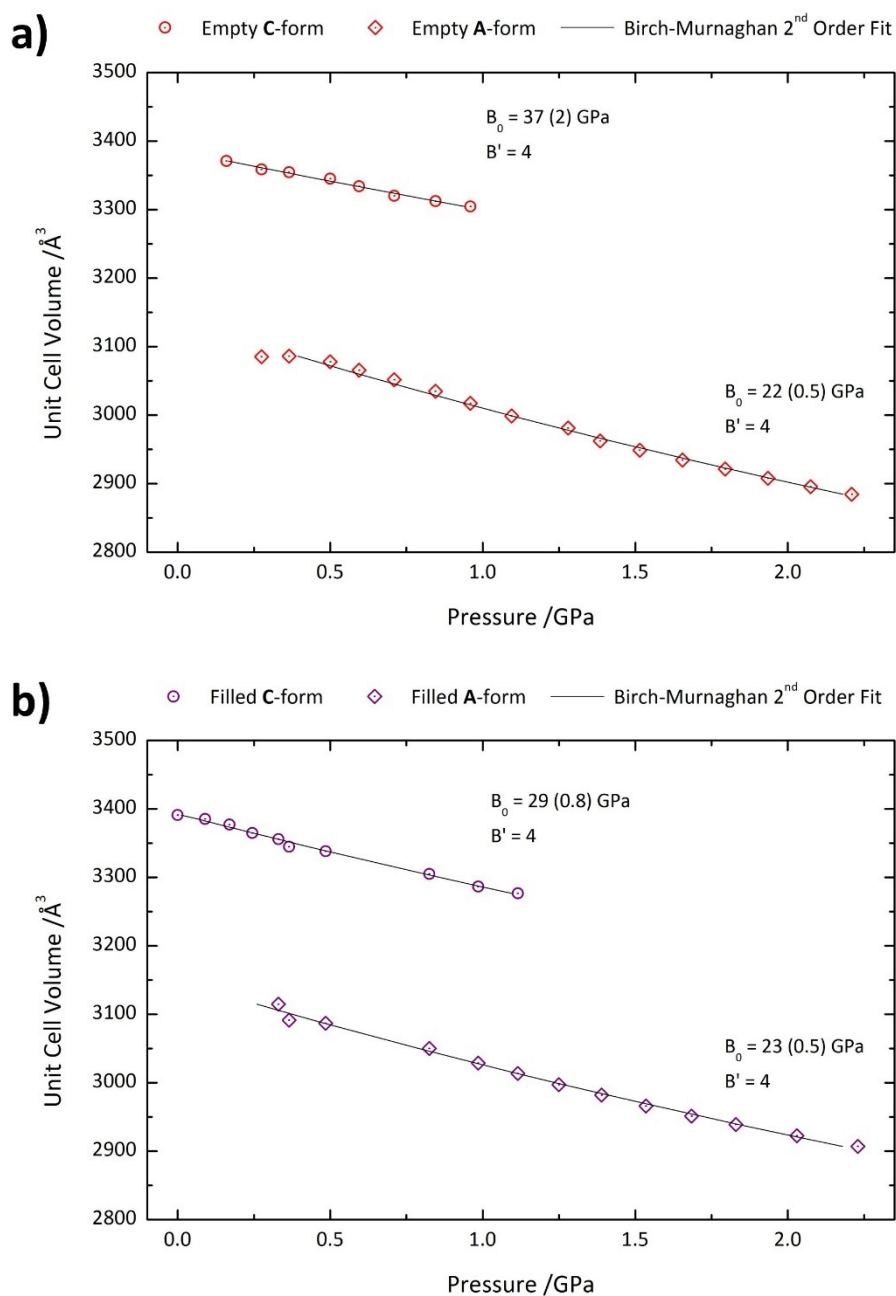 a)
Empty C-form Empty A-form Birch-Murnaghan 2nd Order Fit
3500
3400
3300
3200
3100
3000
2900
2800
Unit Cell Volume /Å3
B0 = 37 (2) GPa
B' = 4
B0 = 22 (0.5) GPa
B' = 4
0.0 0.5 1.0 1.5 2.0
Pressure /GPa
b)
Filled C-form Filled A-form Birch-Murnaghan 2nd Order Fit
3500
3400
3300
3200
3100
3000
2900
2800
Unit Cell Volume /Å3
B0 = 29 (0.8) GPa
B' = 4
B0 = 23 (0.5) GPa
B' = 4
0.0 0.5 1.0 1.5 2.0
Pressure /GPa